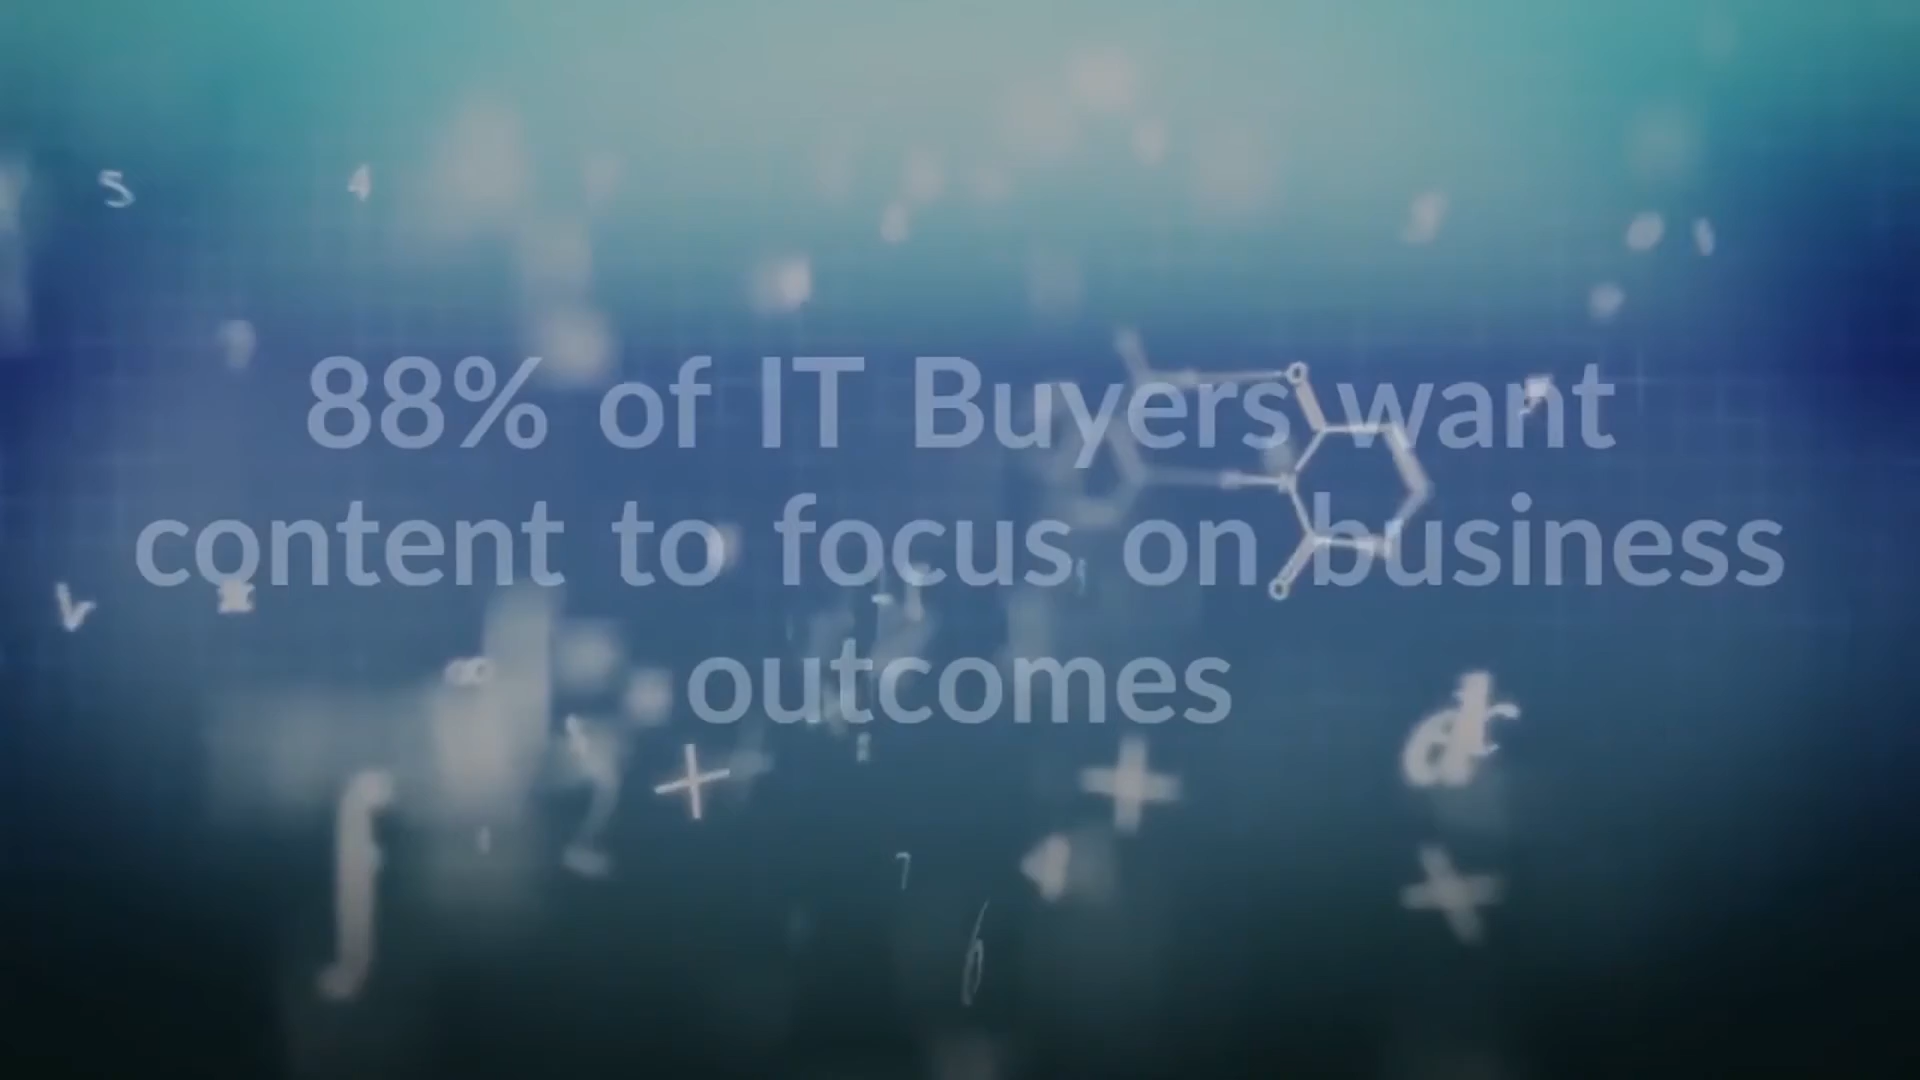 88% of IT Buyers want
content to focus on business
outcomes